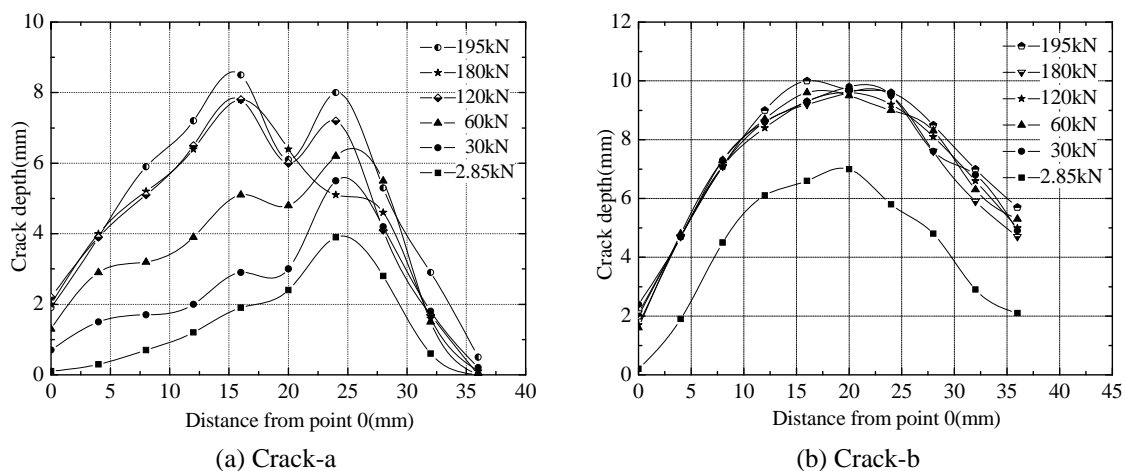 10
8
6
4
2
0
0 5 10 15 20 25 30 35 40
Crack depth(mm)
Distance from point 0(mm)
195kN
180kN
120kN
60kN
30kN
2.85kN
(a) Crack-a
12
10
8
6
4
2
0
0 5 10 15 20 25 30 35 40 45
Crack depth(mm)
Distance from point 0(mm)
195kN
180kN
120kN
60kN
30kN
2.85kN
(b) Crack-b